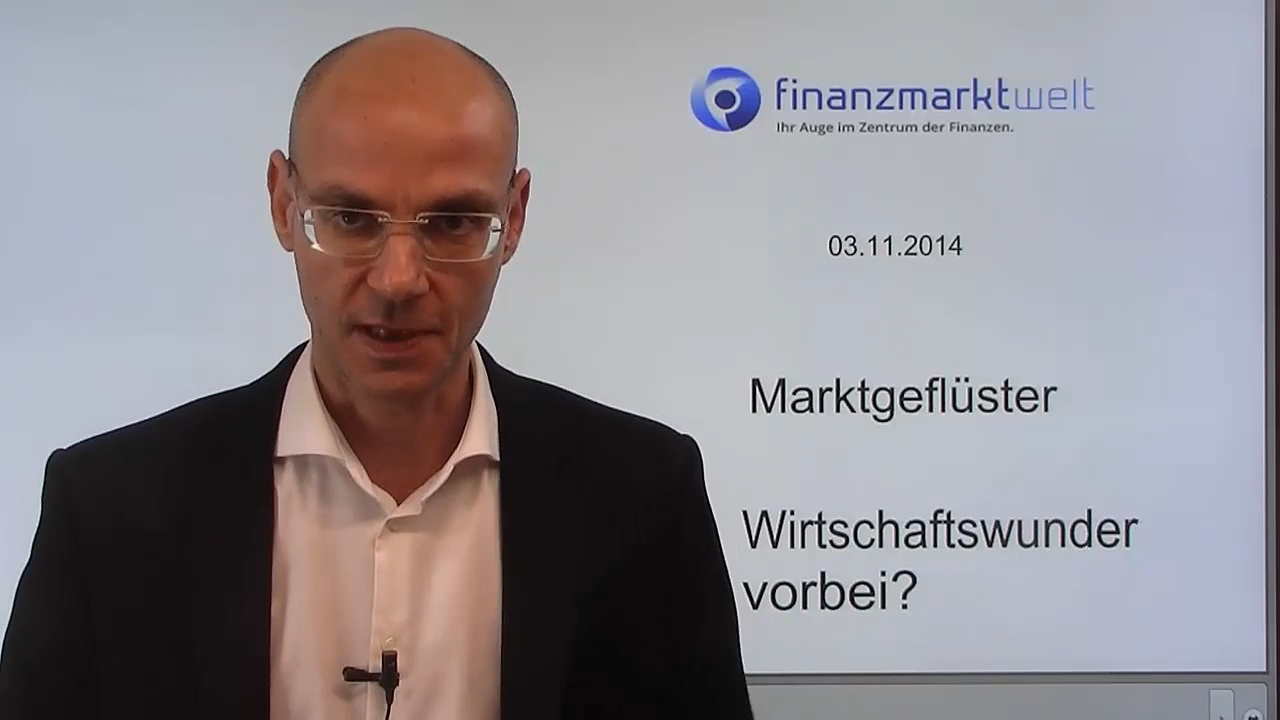 finanzmarktwelt
Ihr Auge im Zentrum der Finanzen.
03.11.2014
Marktgeflüster
Wirtschaftswunder
vorbei?